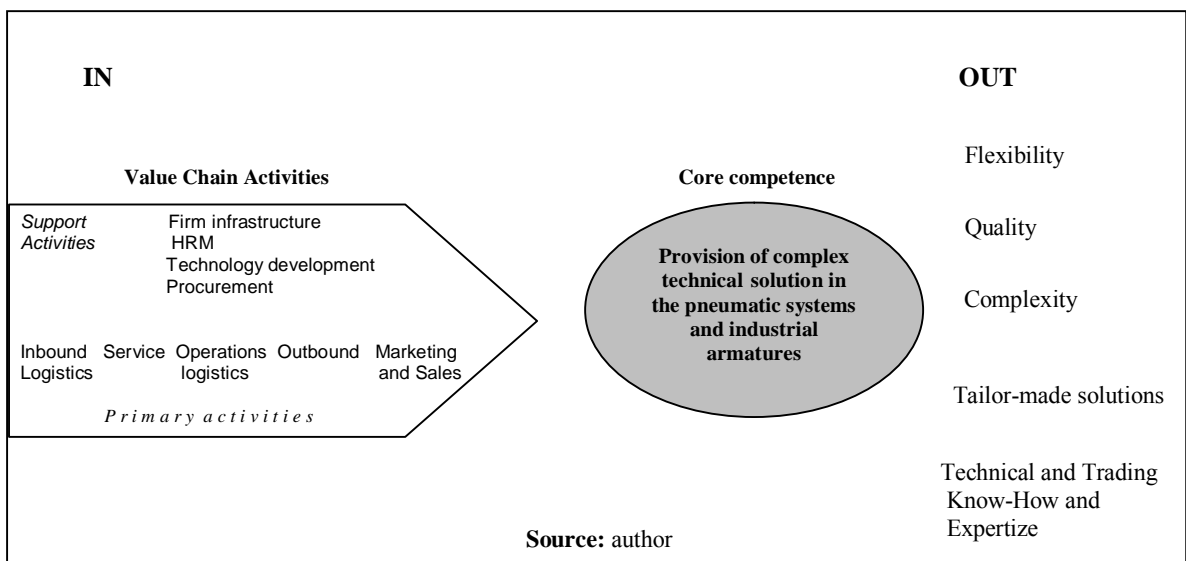 IN
OUT
Value Chain Activities
Support
Activities
Firm infrastructure
HRM
Technology development
Procurement
Inbound Service Operations Outbound Marketing
Logistics logistics and Sales
Primary activities
Core competence
Provision of complex
technical solution in
the pneumatic systems
and industrial
armatures
Flexibility
Quality
Complexity
Tailor-made solutions
Technical and Trading
Know-How and
Expertize
Source: author